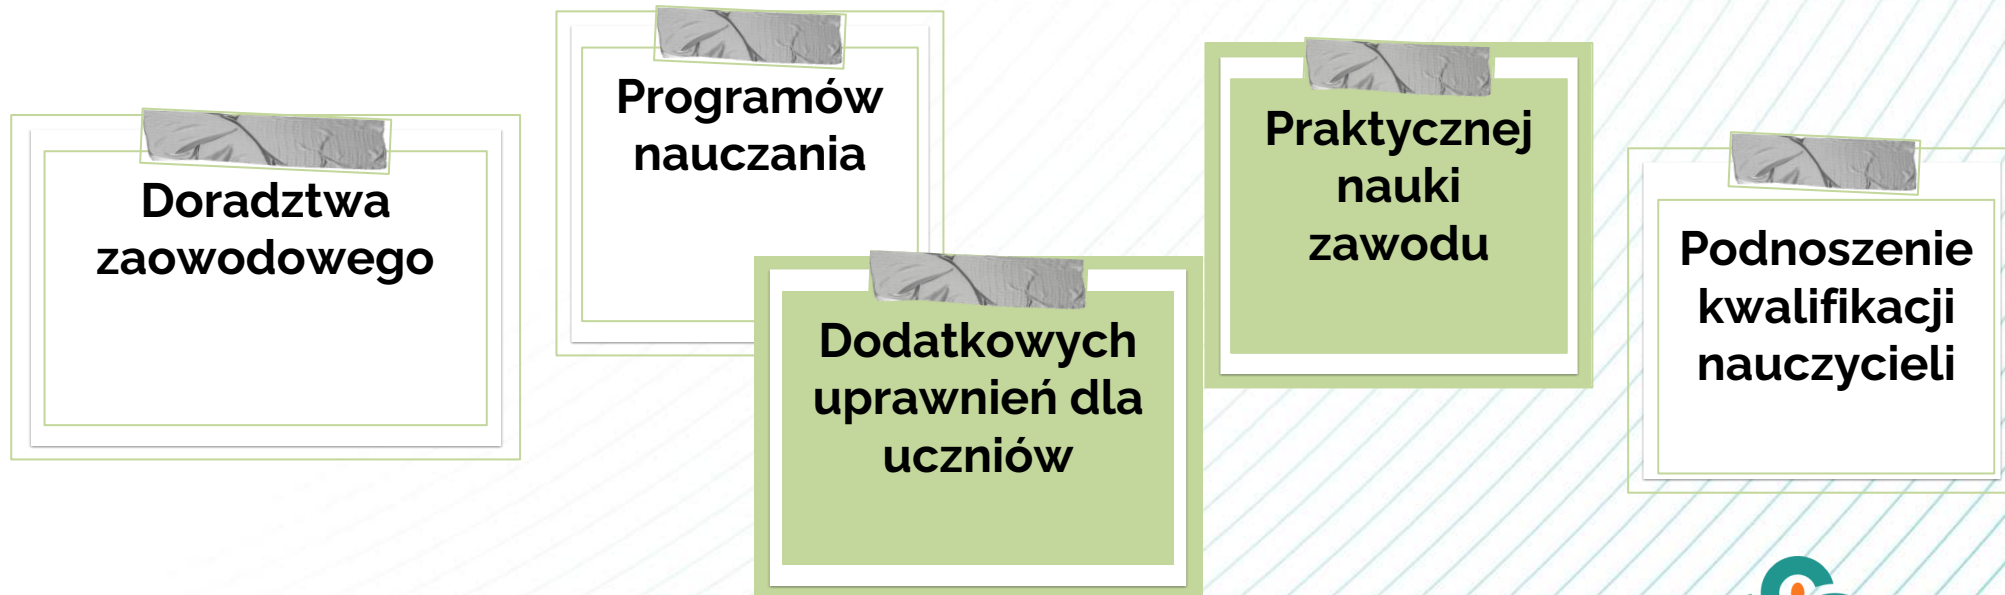 Doradztwa
zaowodowego
Programów
nauczania
Dodatkowych
uprawnień dla
uczniów
Praktycznej
nauki
zawodu
Podnoszenie
kwalifikacji
nauczycieli